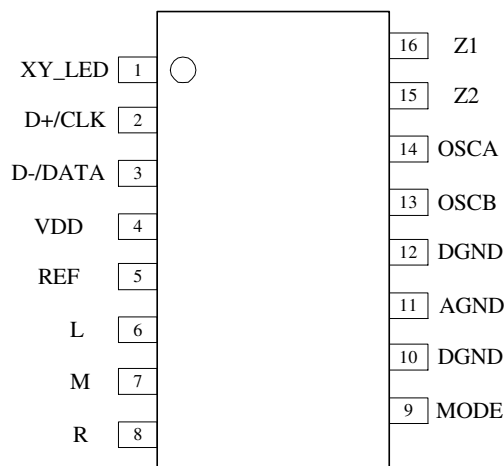 XY_LED 1
D+/CLK 2
D-/DATA 3
VDD 4
REF 5
L 6
M 7
R 8
16 Z1
15 Z2
14 OSCA
13 OSCB
12 DGND
11 AGND
10 DGND
9 MODE